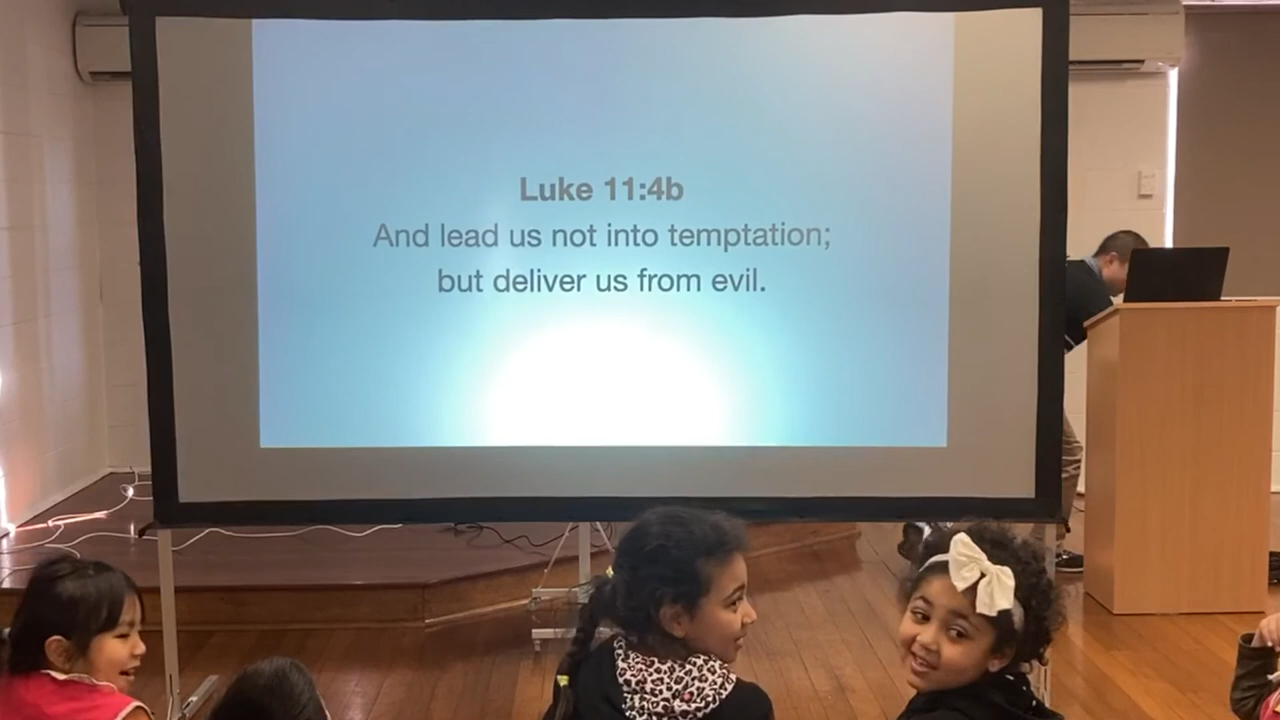 Luke 11:4b
And lead us not into temptation;
but deliver us from evil.